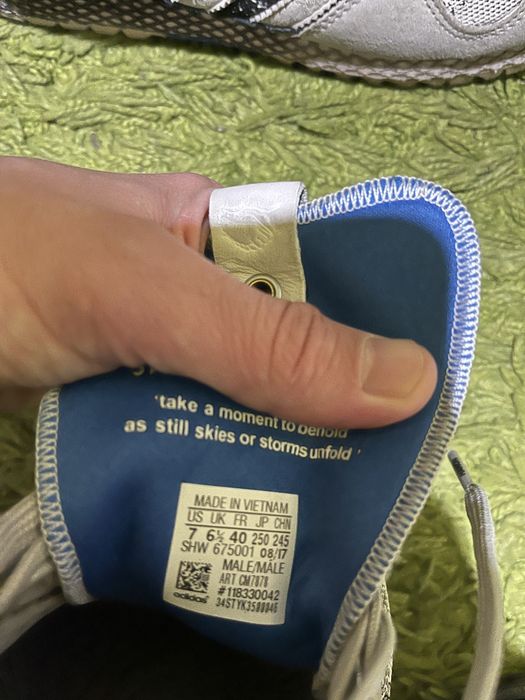 'take a moment to behold
as still skies or storms unfold'
MADE IN VIETNAM
US UK FR JP CHN
7 6½ 40 250 245
SHW 675001 08/17
MALE/MÂLE
ART CM7878
#118330042
adidas